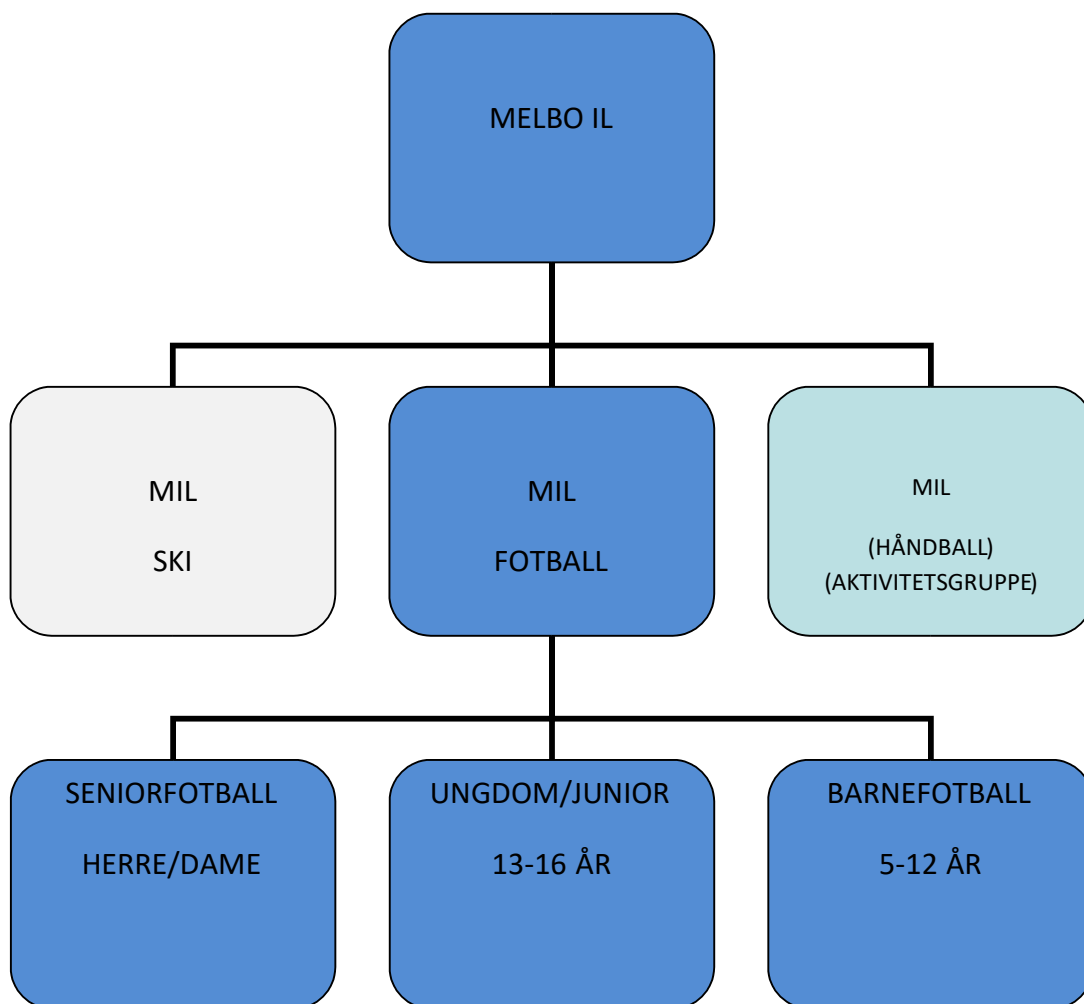 MELBO IL
MIL
SKI
MIL
FOTBALL
MIL
(HÅNDBALL)
(AKTIVITETSGRUPPE)
SENIORFOTBALL
HERRE/DAME
UNGDOM/JUNIOR
13-16 ÅR
BARNEFOTBALL
5-12 ÅR